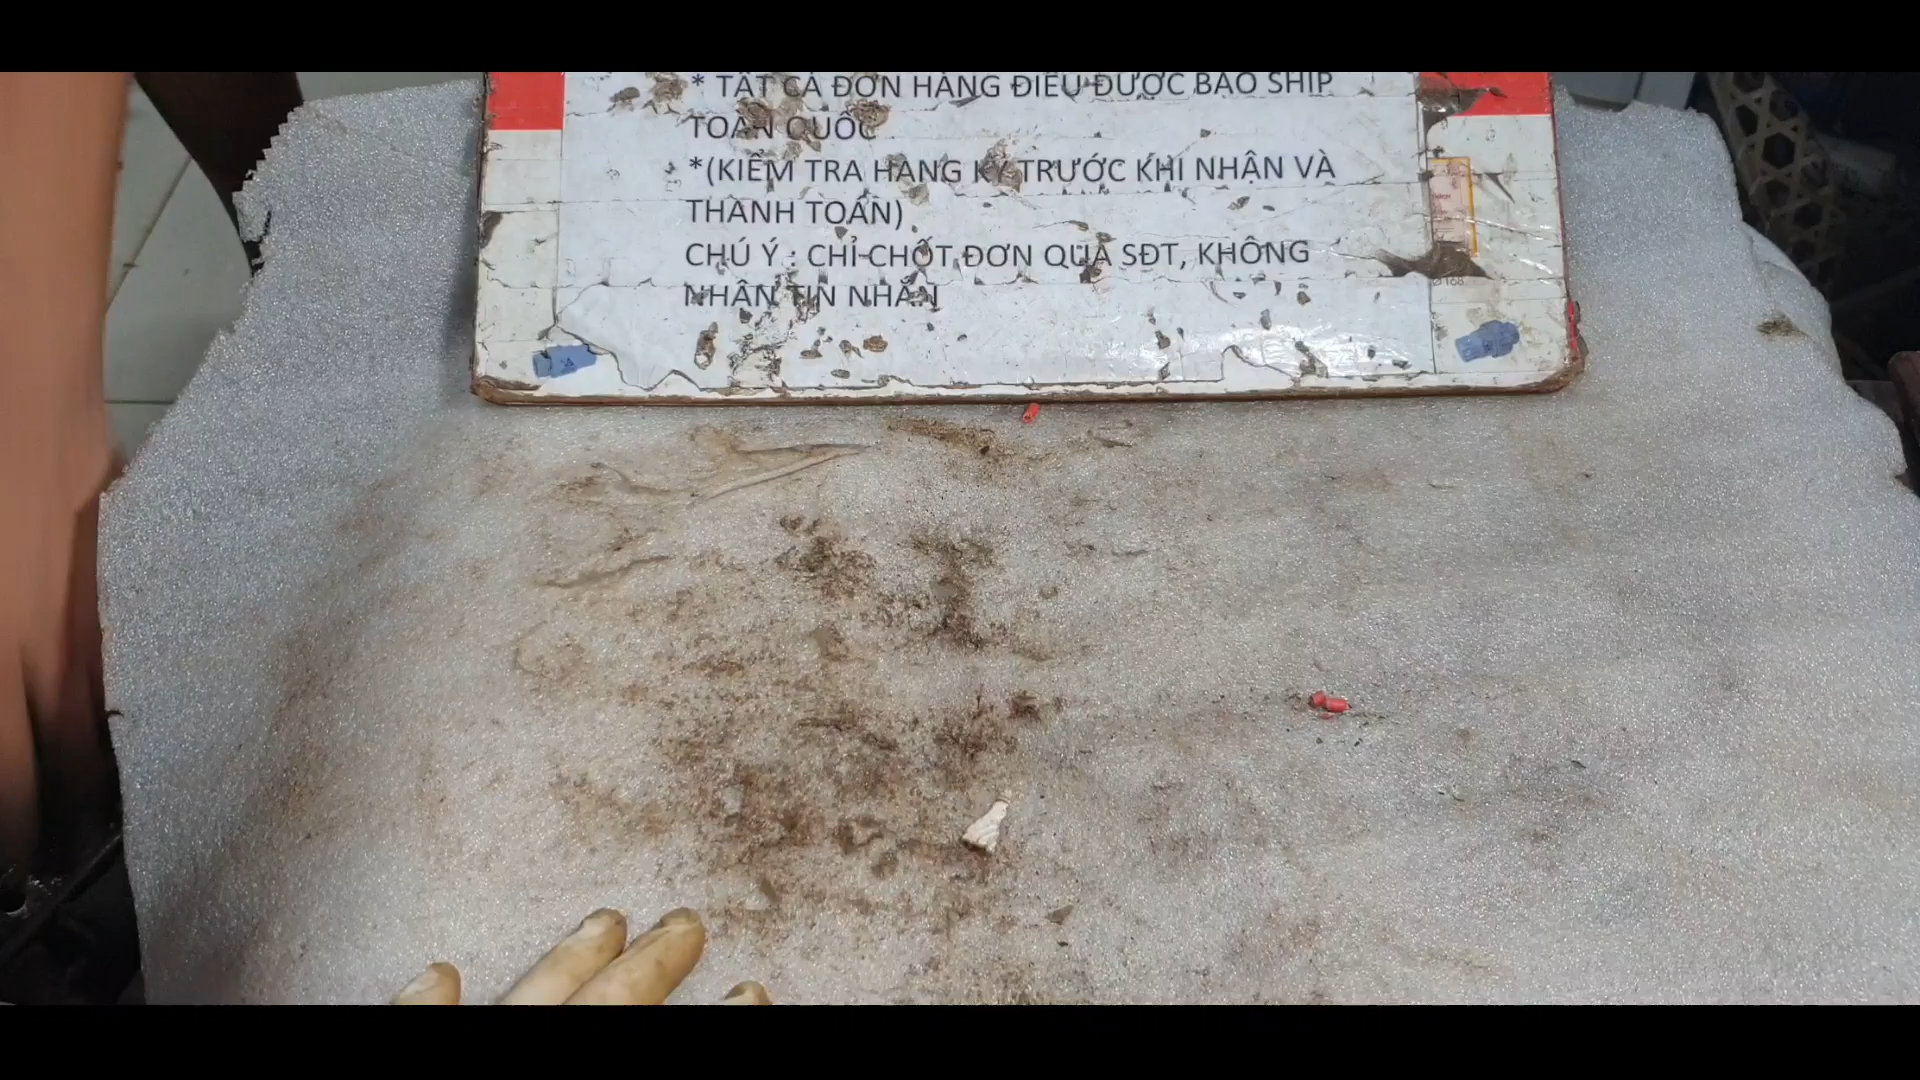 * TẤT CẢ ĐƠN HÀNG ĐIỀU ĐƯỢC BAO SHIP
TOÀN QUỐC
*(KIỂM TRA HÀNG KỸ TRƯỚC KHI NHẬN VÀ
THANH TOÁN)
CHÚ Ý : CHỈ CHỐT ĐƠN QUA SĐT, KHÔNG
NHẬN TIN NHẮN